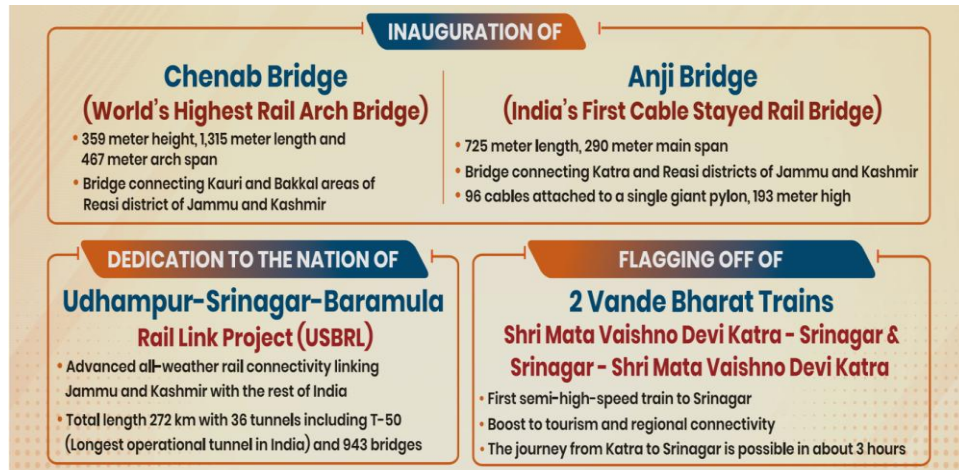 INAUGURATION OF
Chenab Bridge
(World's Highest Rail Arch Bridge)
• 359 meter height, 1,315 meter length and
467 meter arch span
• Bridge connecting Kauri and Bakkal areas of
Reasi district of Jammu and Kashmir
Anji Bridge
(India's First Cable Stayed Rail Bridge)
• 725 meter length, 290 meter main span
• Bridge connecting Katra and Reasi districts of Jammu and Kashmir
• 96 cables attached to a single giant pylon, 193 meter high
DEDICATION TO THE NATION OF
Udhampur-Srinagar-Baramula
Rail Link Project (USBRL)
• Advanced all-weather rail connectivity linking
Jammu and Kashmir with the rest of India
• Total length 272 km with 36 tunnels including T-50
(Longest operational tunnel in India) and 943 bridges
FLAGGING OFF OF
2 Vande Bharat Trains
Shri Mata Vaishno Devi Katra - Srinagar &
Srinagar - Shri Mata Vaishno Devi Katra
• First semi-high-speed train to Srinagar
• Boost to tourism and regional connectivity
• The journey from Katra to Srinagar is possible in about 3 hours